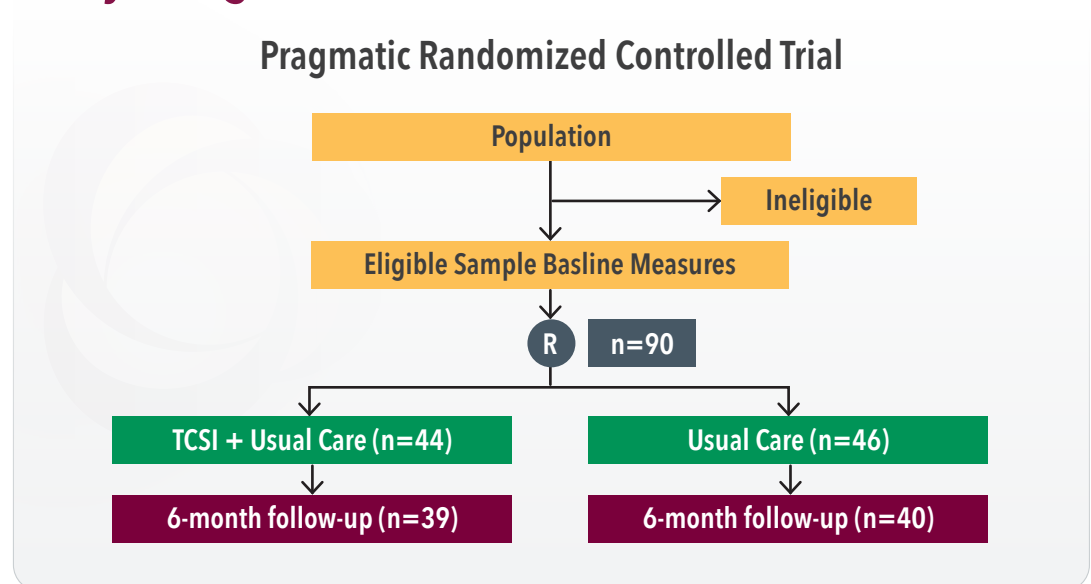 Pragmatic Randomized Controlled Trial
Population
Ineligible
Eligible Sample Basline Measures
R
n=90
TCSI + Usual Care (n=44)
Usual Care (n=46)
6-month follow-up (n=39)
6-month follow-up (n=40)